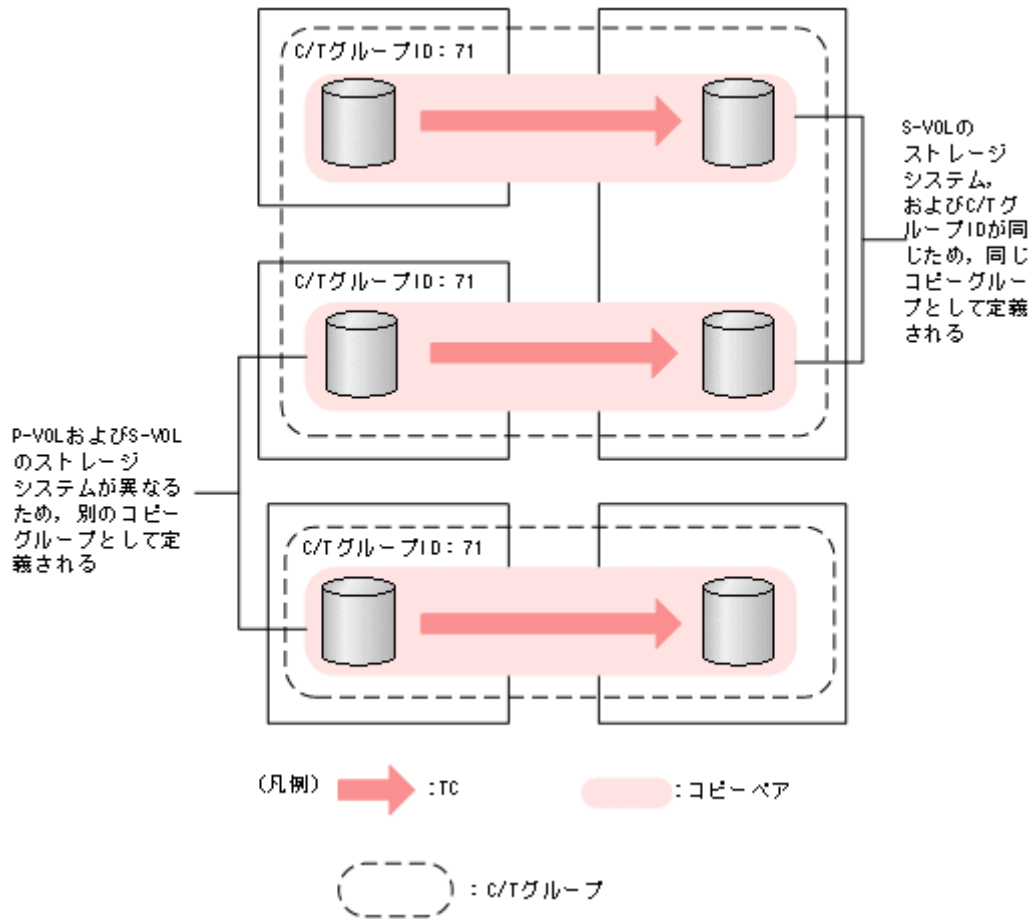 C/TグループID：71
S-VOLの
ストレージ
システム，
およびC/Tグ
ループIDが同
じため，同じ
コピーグルー
プとして定義
される
C/TグループID：71
P-VOLおよびS-VOL
のストレージ
システムが異なる
ため，別のコピー
グループとして定
義される
C/TグループID：71
(凡例)
：TC
：コピーペア
：C/Tグループ